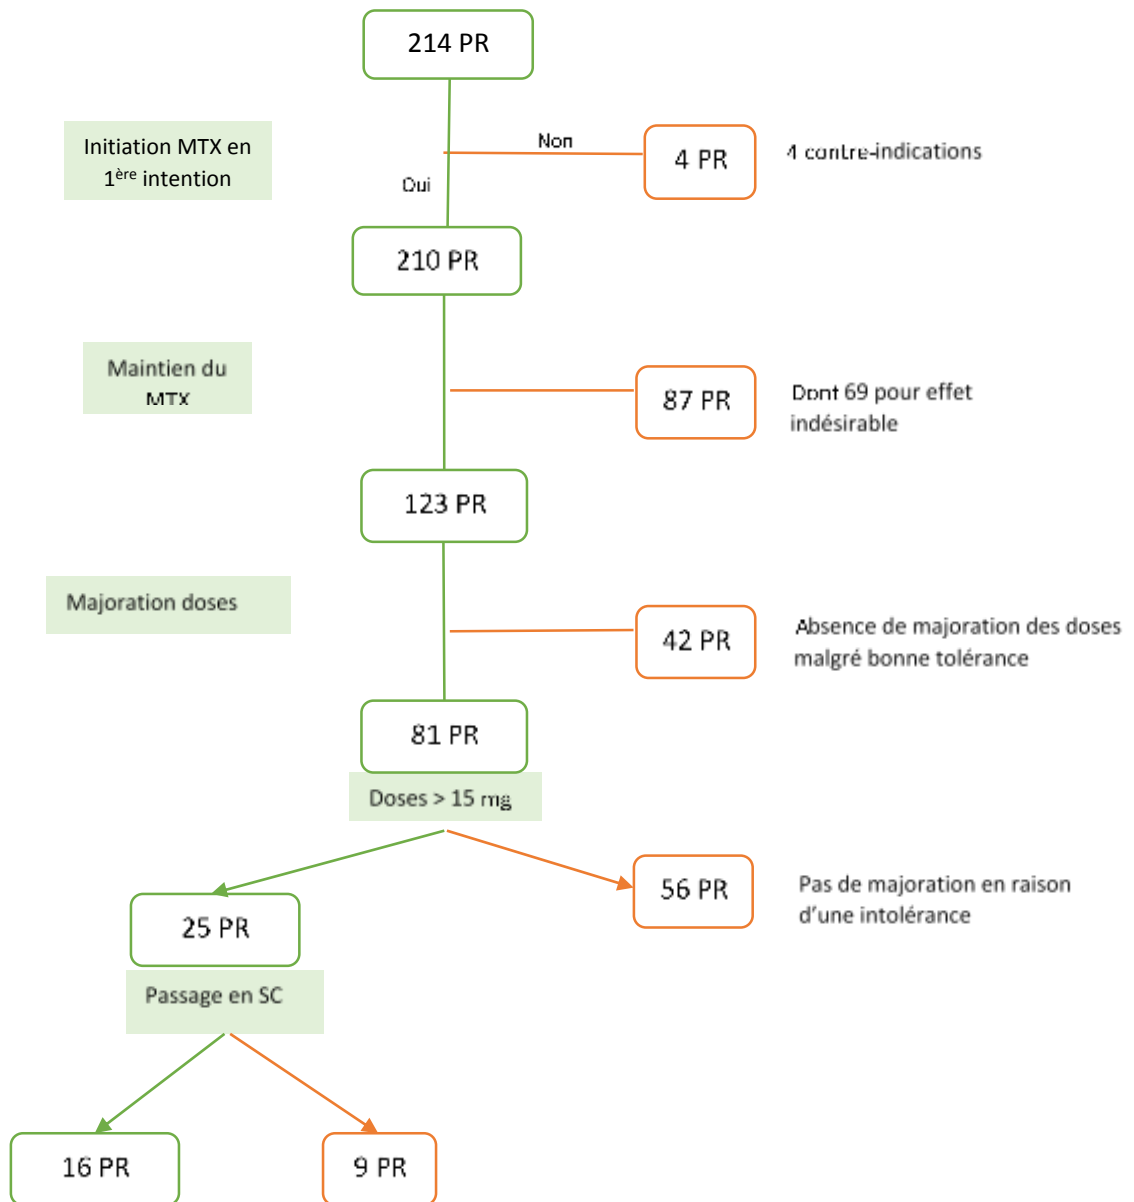 214 PR
Initiation MTX en
1ère intention
Non
4 PR
4 contre-indications
Oui
210 PR
Maintien du
MTX
87 PR
Dont 69 pour effet
indésirable
123 PR
Majoration doses
42 PR
Absence de majoration des doses
malgré bonne tolérance
81 PR
Doses > 15 mg
56 PR
Pas de majoration en raison
d'une intolérance
25 PR
Passage en SC
16 PR
9 PR